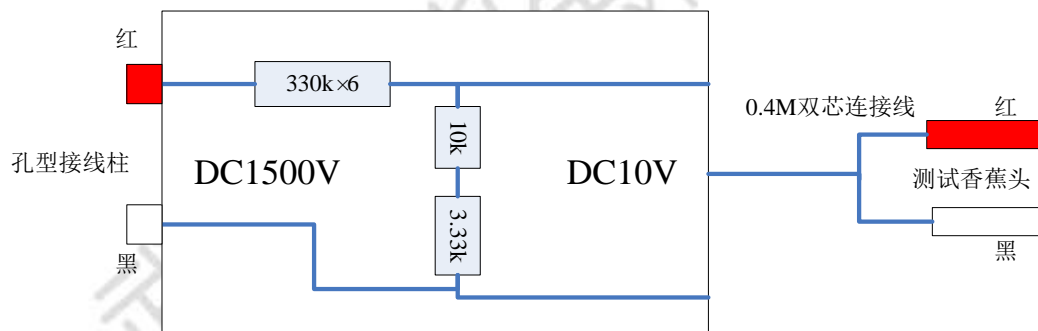 红
330k×6
0.4M双芯连接线
红
10k
孔型接线柱
DC1500V
DC10V
测试香蕉头
3.33k
黑
黑